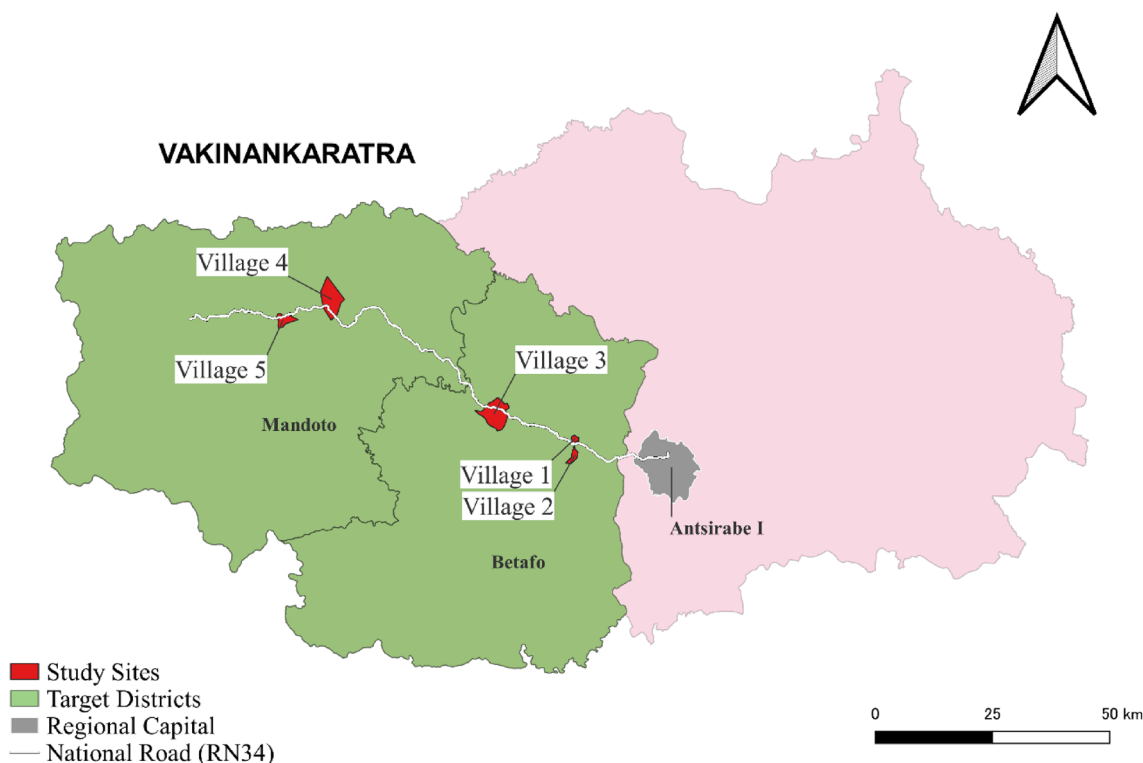 VAKINANKARATRA
Village 4
Village 5
Village 3
Mandoto
Village 1
Village 2
Antsirabe I
Betafo
Study Sites
Target Districts
Regional Capital
National Road (RN34)
0 25 50 km